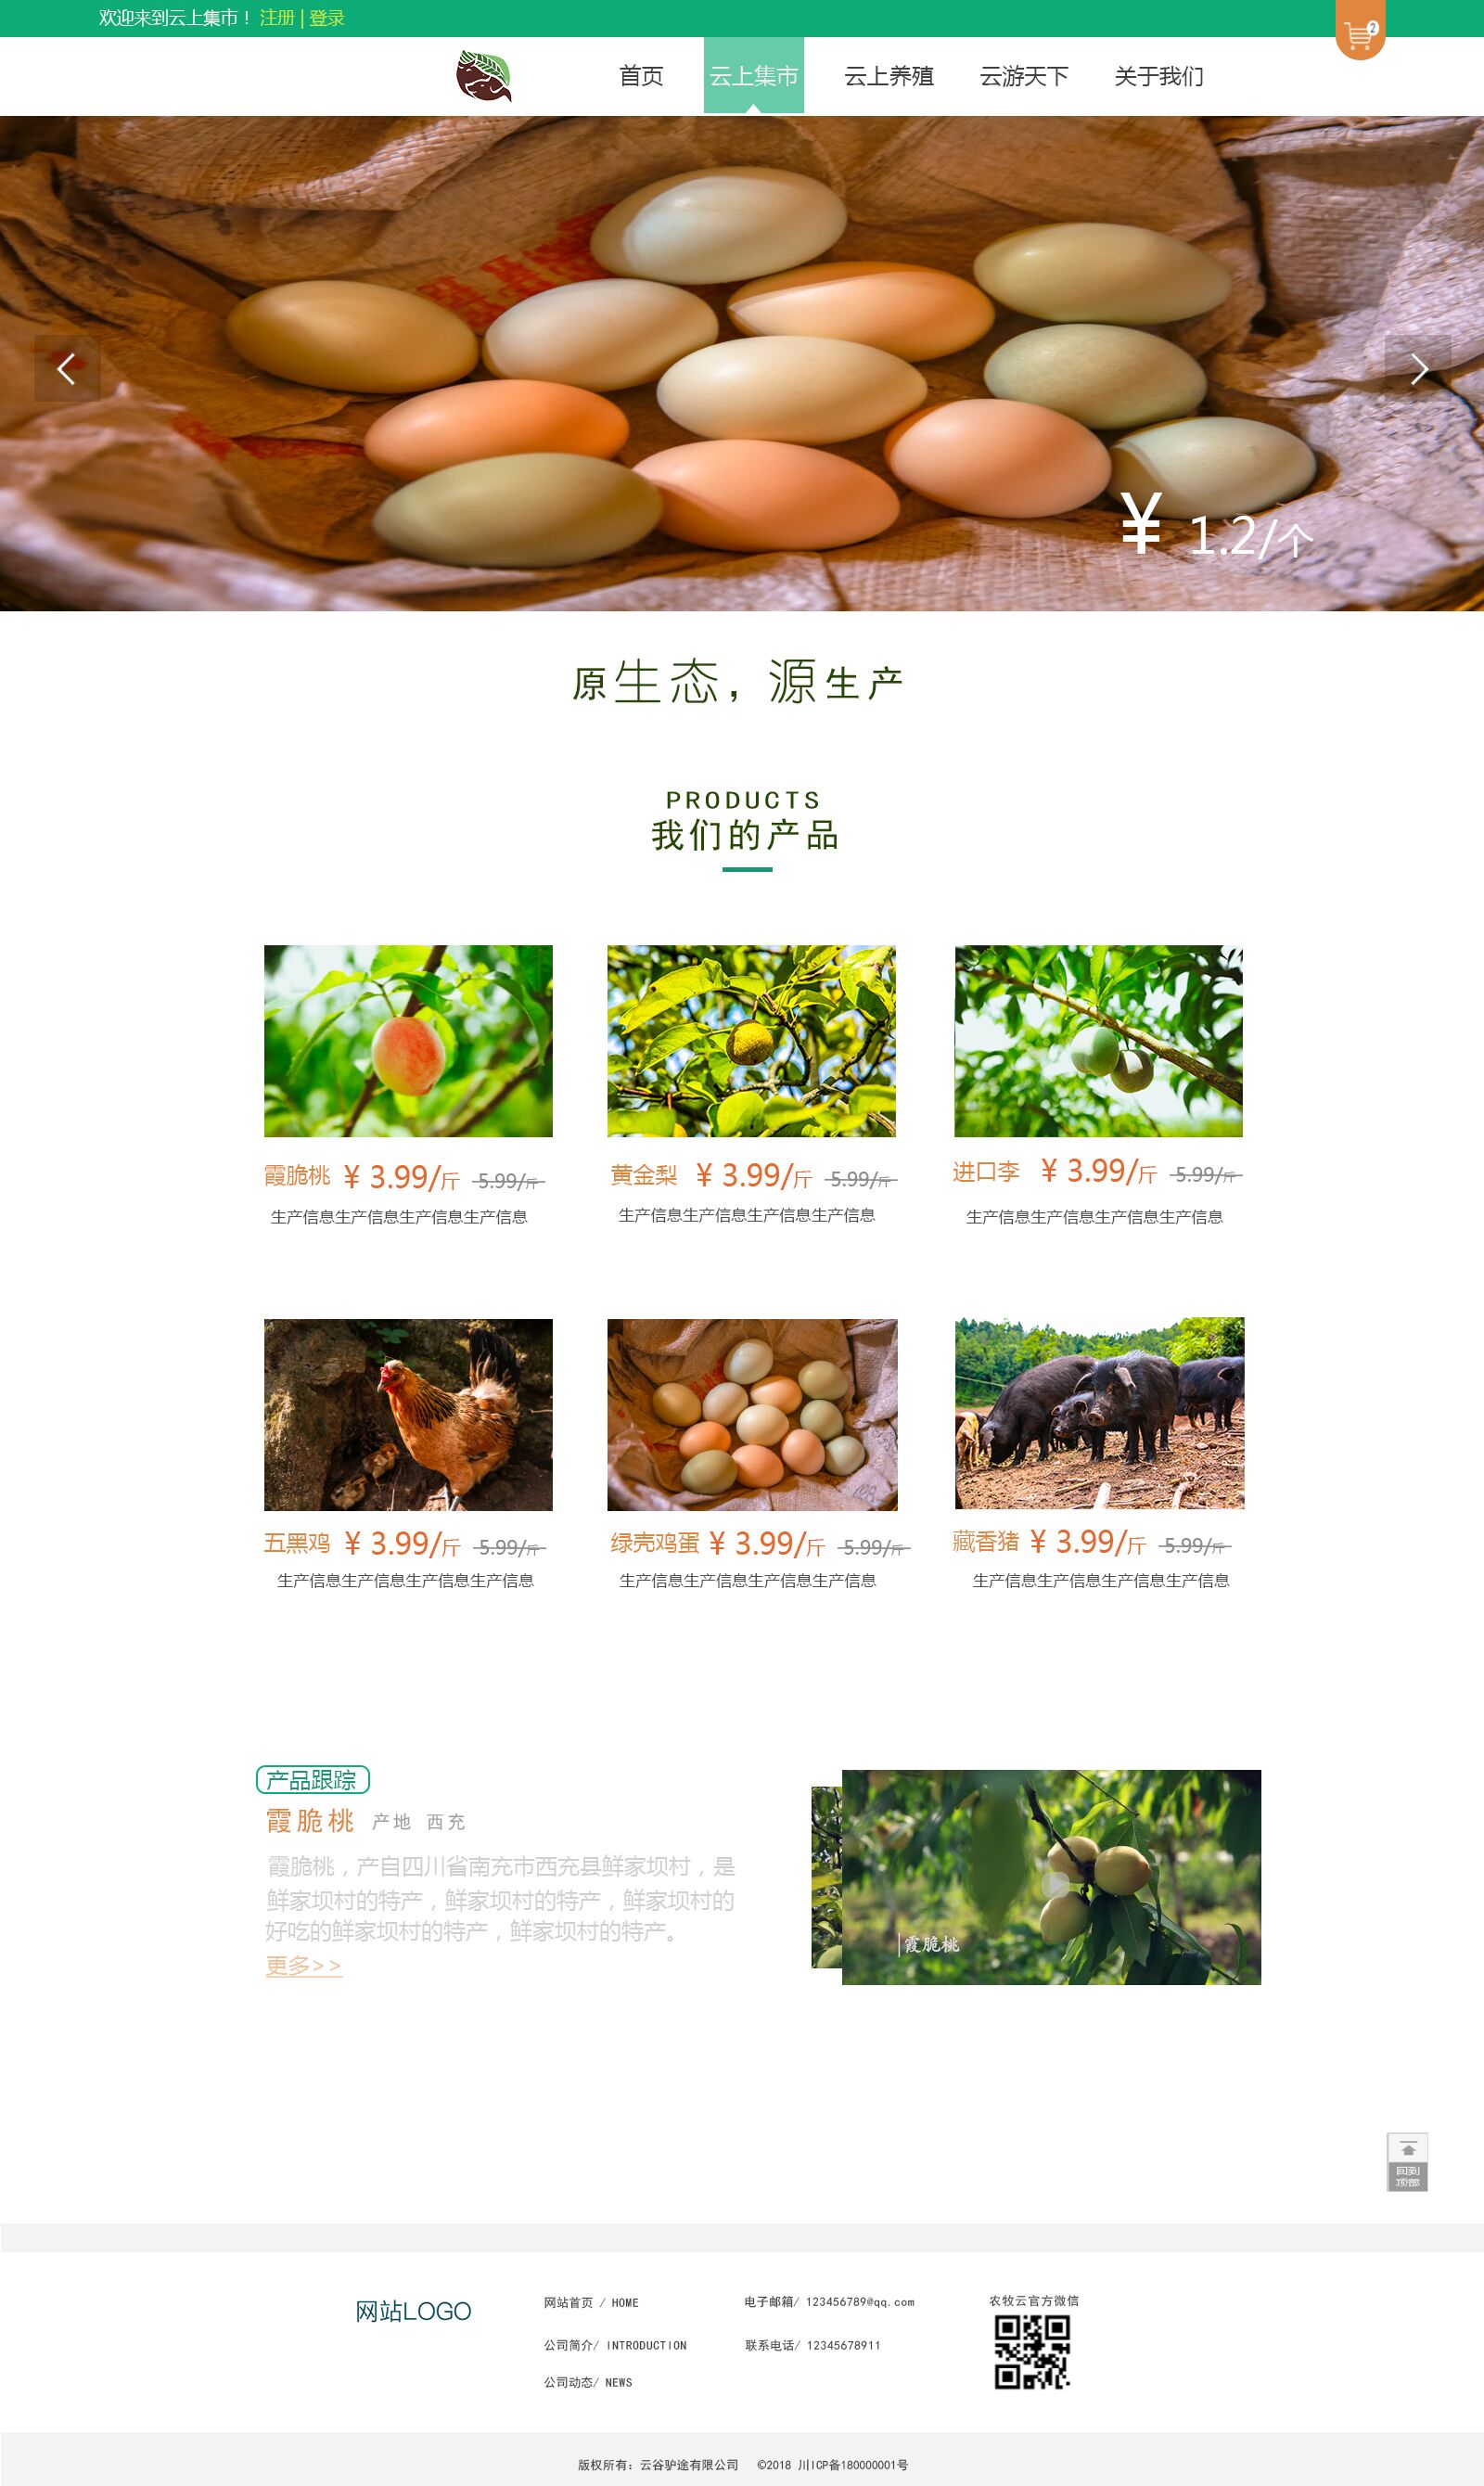 欢迎来到云上集市！ 注册 | 登录
2
首页 云上集市 云上养殖 云游天下 关于我们
¥ 1.2/个
原生态，源生产
PRODUCTS
我们的产品
霞脆桃 ¥ 3.99/斤 5.99/斤
生产信息生产信息生产信息生产信息
黄金梨 ¥ 3.99/斤 5.99/斤
生产信息生产信息生产信息生产信息
进口李 ¥ 3.99/斤 5.99/斤
生产信息生产信息生产信息生产信息
五黑鸡 ¥ 3.99/斤 5.99/斤
生产信息生产信息生产信息生产信息
绿壳鸡蛋 ¥ 3.99/斤 5.99/斤
生产信息生产信息生产信息生产信息
藏香猪 ¥ 3.99/斤 5.99/斤
生产信息生产信息生产信息生产信息
产品跟踪
霞脆桃 产地 西充
霞脆桃，产自四川省南充市西充县鲜家坝村，是
鲜家坝村的特产，鲜家坝村的特产，鲜家坝村的
好吃的鲜家坝村的特产，鲜家坝村的特产。
更多>>
霞脆桃
回到
顶部
网站LOGO
网站首页 / HOME
公司简介/ INTRODUCTION
公司动态/ NEWS
电子邮箱/ 123456789@qq.com
联系电话/ 12345678911
农牧云官方微信
版权所有：云谷驴途有限公司 ©2018 川ICP备180000001号